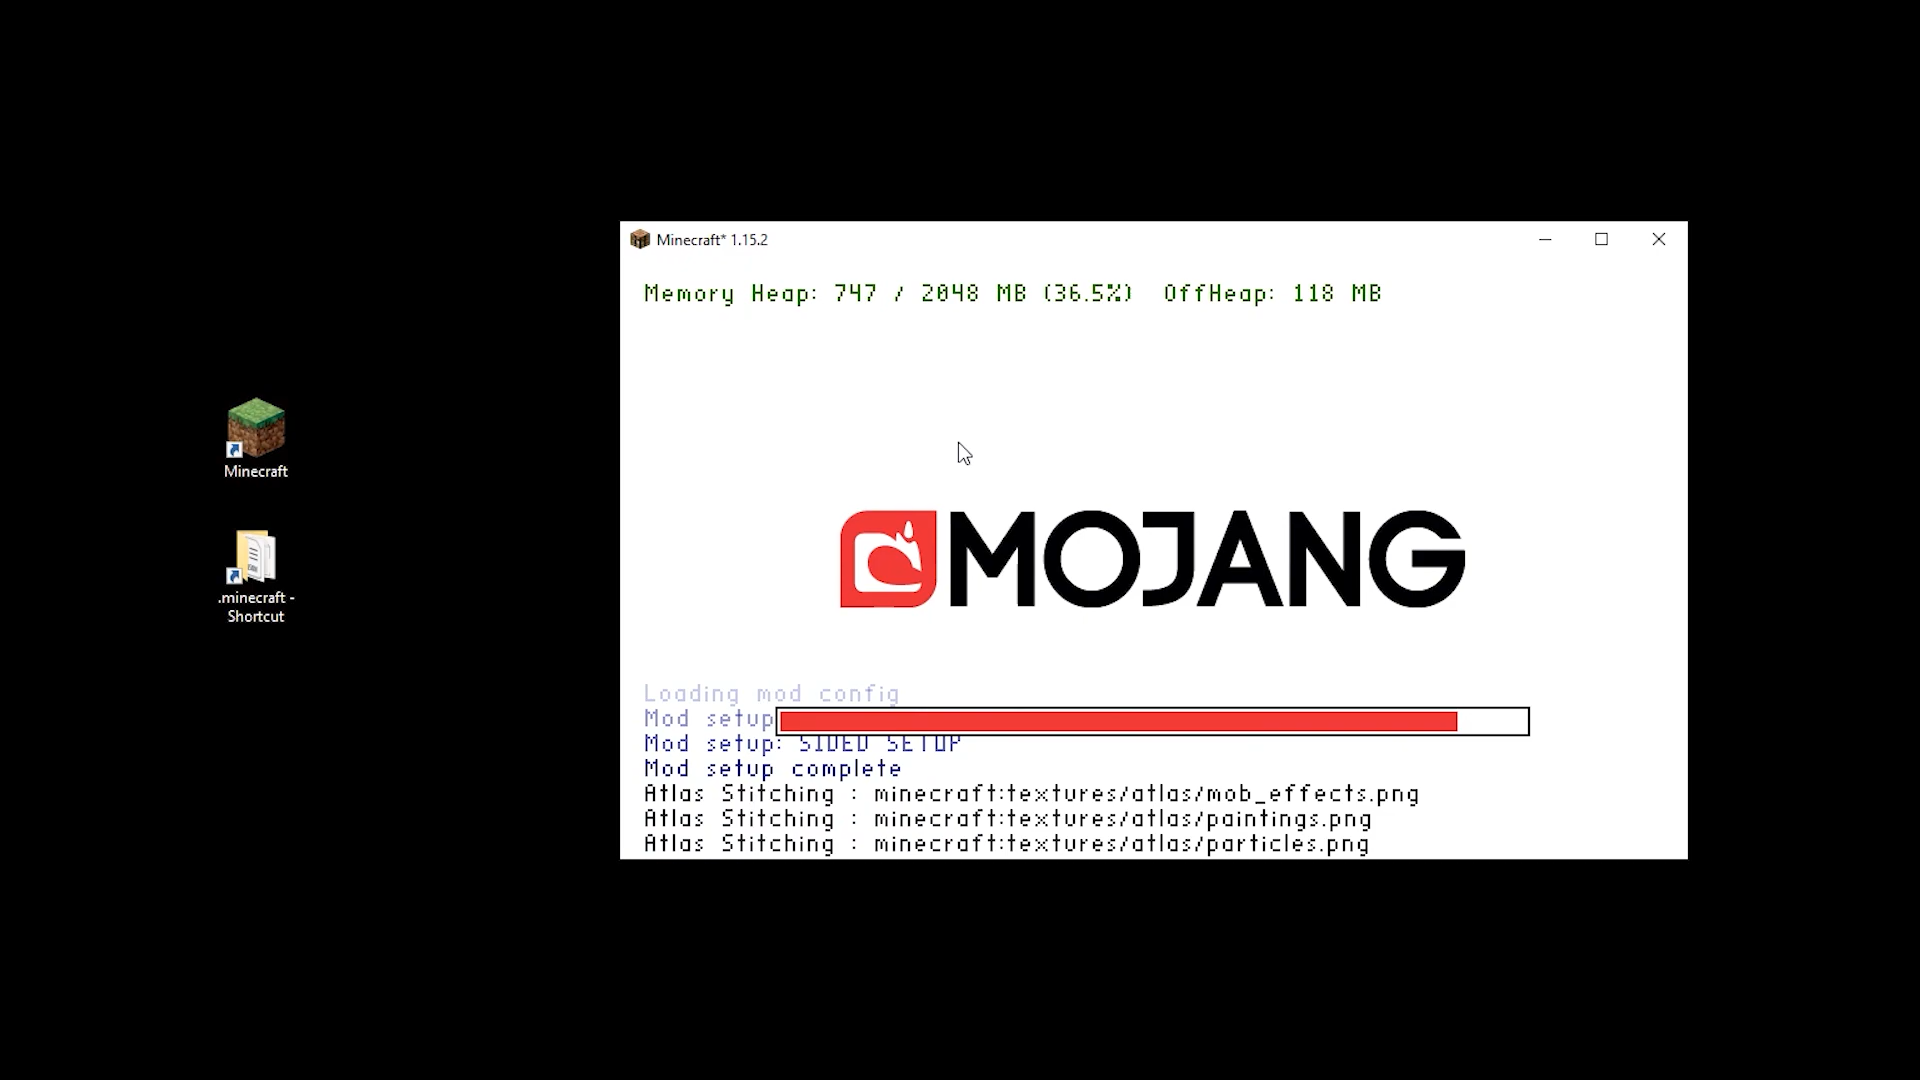 Minecraft* 1.15.2
Memory Heap: 747 / 2048 MB (36.5%) OffHeap: 118 MB
Minecraft
.minecraft -
Shortcut
MOJANG
Loading mod config
Mod setup
Mod setup: SIDED SETUP
Mod setup complete
Atlas Stitching : minecraft:textures/atlas/mob_effects.png
Atlas Stitching : minecraft:textures/atlas/paintings.png
Atlas Stitching : minecraft:textures/atlas/particles.png